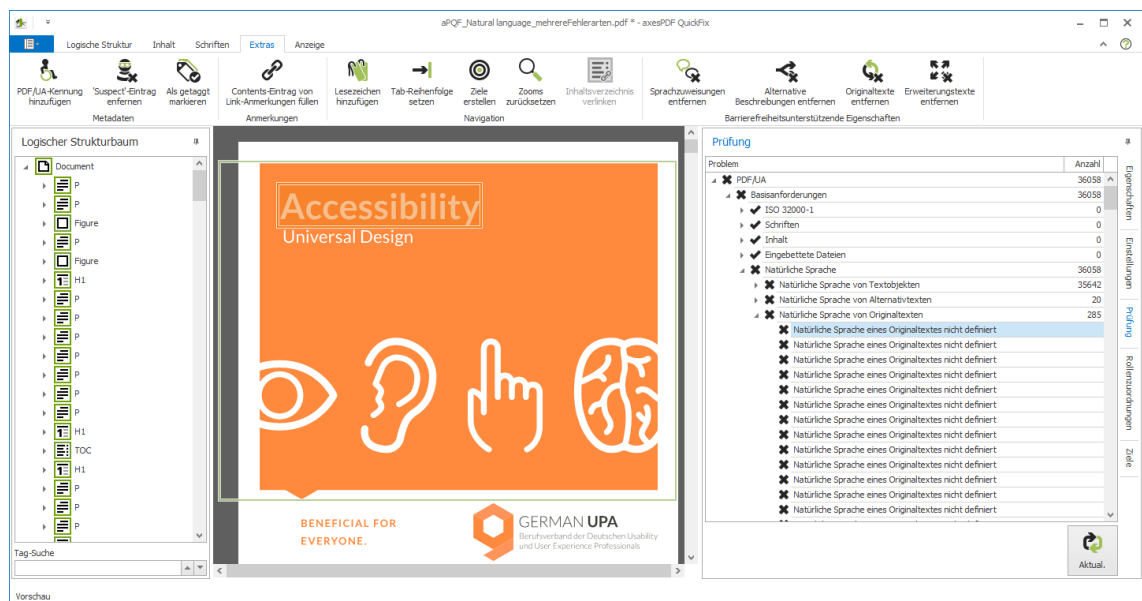 aPQF_Natural language_mehrereFehlerarten.pdf * - axesPDF QuickFix
Logische Struktur Inhalt Schriften Extras Anzeige
PDF/UA-Kennung hinzufügen
'Suspect'-Eintrag entfernen
Als getaggt markieren
Contents-Eintrag von Link-Anmerkungen füllen
Lesezeichen hinzufügen
Tab-Reihenfolge setzen
Ziele erstellen
Zooms zurücksetzen
Inhaltsverzeichnis verlinken
Sprachzuweisungen entfernen
Alternative Beschreibungen entfernen
Originaltexte entfernen
Erweiterungstexte entfernen
Metadaten Anmerkungen Navigation Barrierefreiheitsunterstützende Eigenschaften
Logischer Strukturbaum
Document
P
P
Figure
P
Figure
H1
P
P
P
P
P
P
P
H1
TOC
H1
P
P
P
Tag-Suche
Vorschau
Accessibility
Universal Design
BENEFICIAL FOR
EVERYONE.
GERMAN UPA
Berufsverband der Deutschen Usability
und User Experience Professionals
Prüfung
Problem Anzahl
PDF/UA 36058
Basisanforderungen 36058
ISO 32000-1 0
Schriften 0
Inhalt 0
Eingebettete Dateien 0
Natürliche Sprache 36058
Natürliche Sprache von Textobjekten 35642
Natürliche Sprache von Alternativtexten 20
Natürliche Sprache von Originaltexten 285
Natürliche Sprache eines Originaltextes nicht definiert
Natürliche Sprache eines Originaltextes nicht definiert
Natürliche Sprache eines Originaltextes nicht definiert
Natürliche Sprache eines Originaltextes nicht definiert
Natürliche Sprache eines Originaltextes nicht definiert
Natürliche Sprache eines Originaltextes nicht definiert
Natürliche Sprache eines Originaltextes nicht definiert
Natürliche Sprache eines Originaltextes nicht definiert
Natürliche Sprache eines Originaltextes nicht definiert
Natürliche Sprache eines Originaltextes nicht definiert
Natürliche Sprache eines Originaltextes nicht definiert
Natürliche Sprache eines Originaltextes nicht definiert
Natürliche Sprache eines Originaltextes nicht definiert
Aktual.
Eigenschaften
Einstellungen
Prüfung
Rollenzuordnungen
Ziele